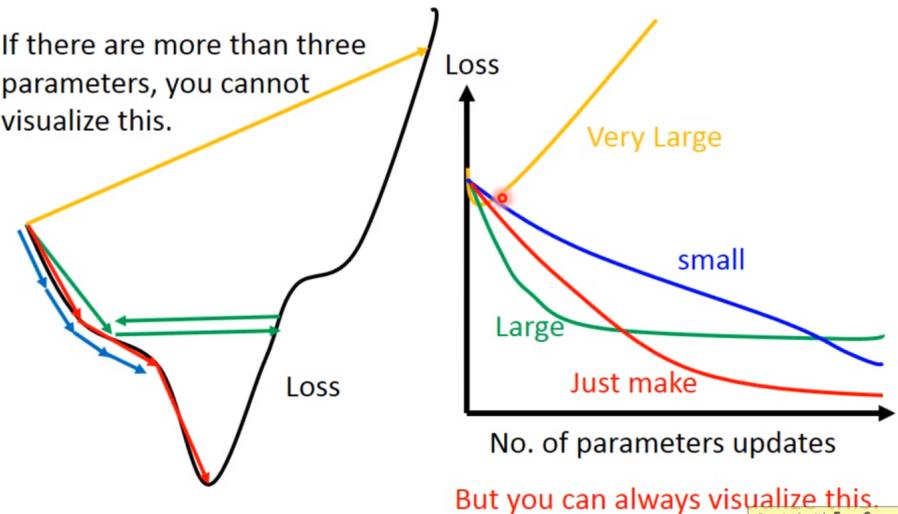 If there are more than three
parameters, you cannot
visualize this.
Loss
Loss
Very Large
small
Large
Just make
No. of parameters updates
But you can always visualize this.